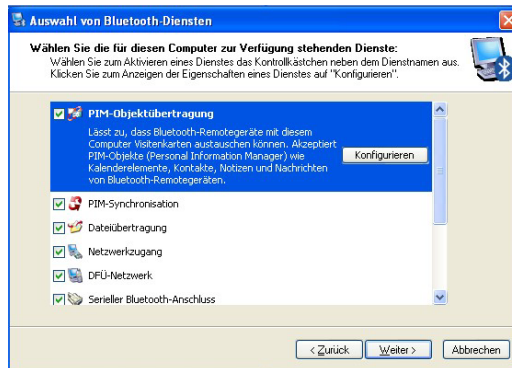 Auswahl von Bluetooth-Diensten
Wählen Sie die für diesen Computer zur Verfügung stehenden Dienste:
Wählen Sie zum Aktivieren eines Dienstes das Kontrollkästchen neben dem Dienstnamen aus.
Klicken Sie zum Anzeigen der Eigenschaften eines Dienstes auf "Konfigurieren".
PIM-Objektübertragung
Lässt zu, dass Bluetooth-Remotegeräte mit diesem
Computer Visitenkarten austauschen können. Akzeptiert
PIM-Objekte (Personal Information Manager) wie
Kalenderelemente, Kontakte, Notizen und Nachrichten
von Bluetooth-Remotegeräten.
Konfigurieren
PIM-Synchronisation
Dateiübertragung
Netzwerkzugang
DFÜ-Netzwerk
Serieller Bluetooth-Anschluss
< Zurück Weiter > Abbrechen